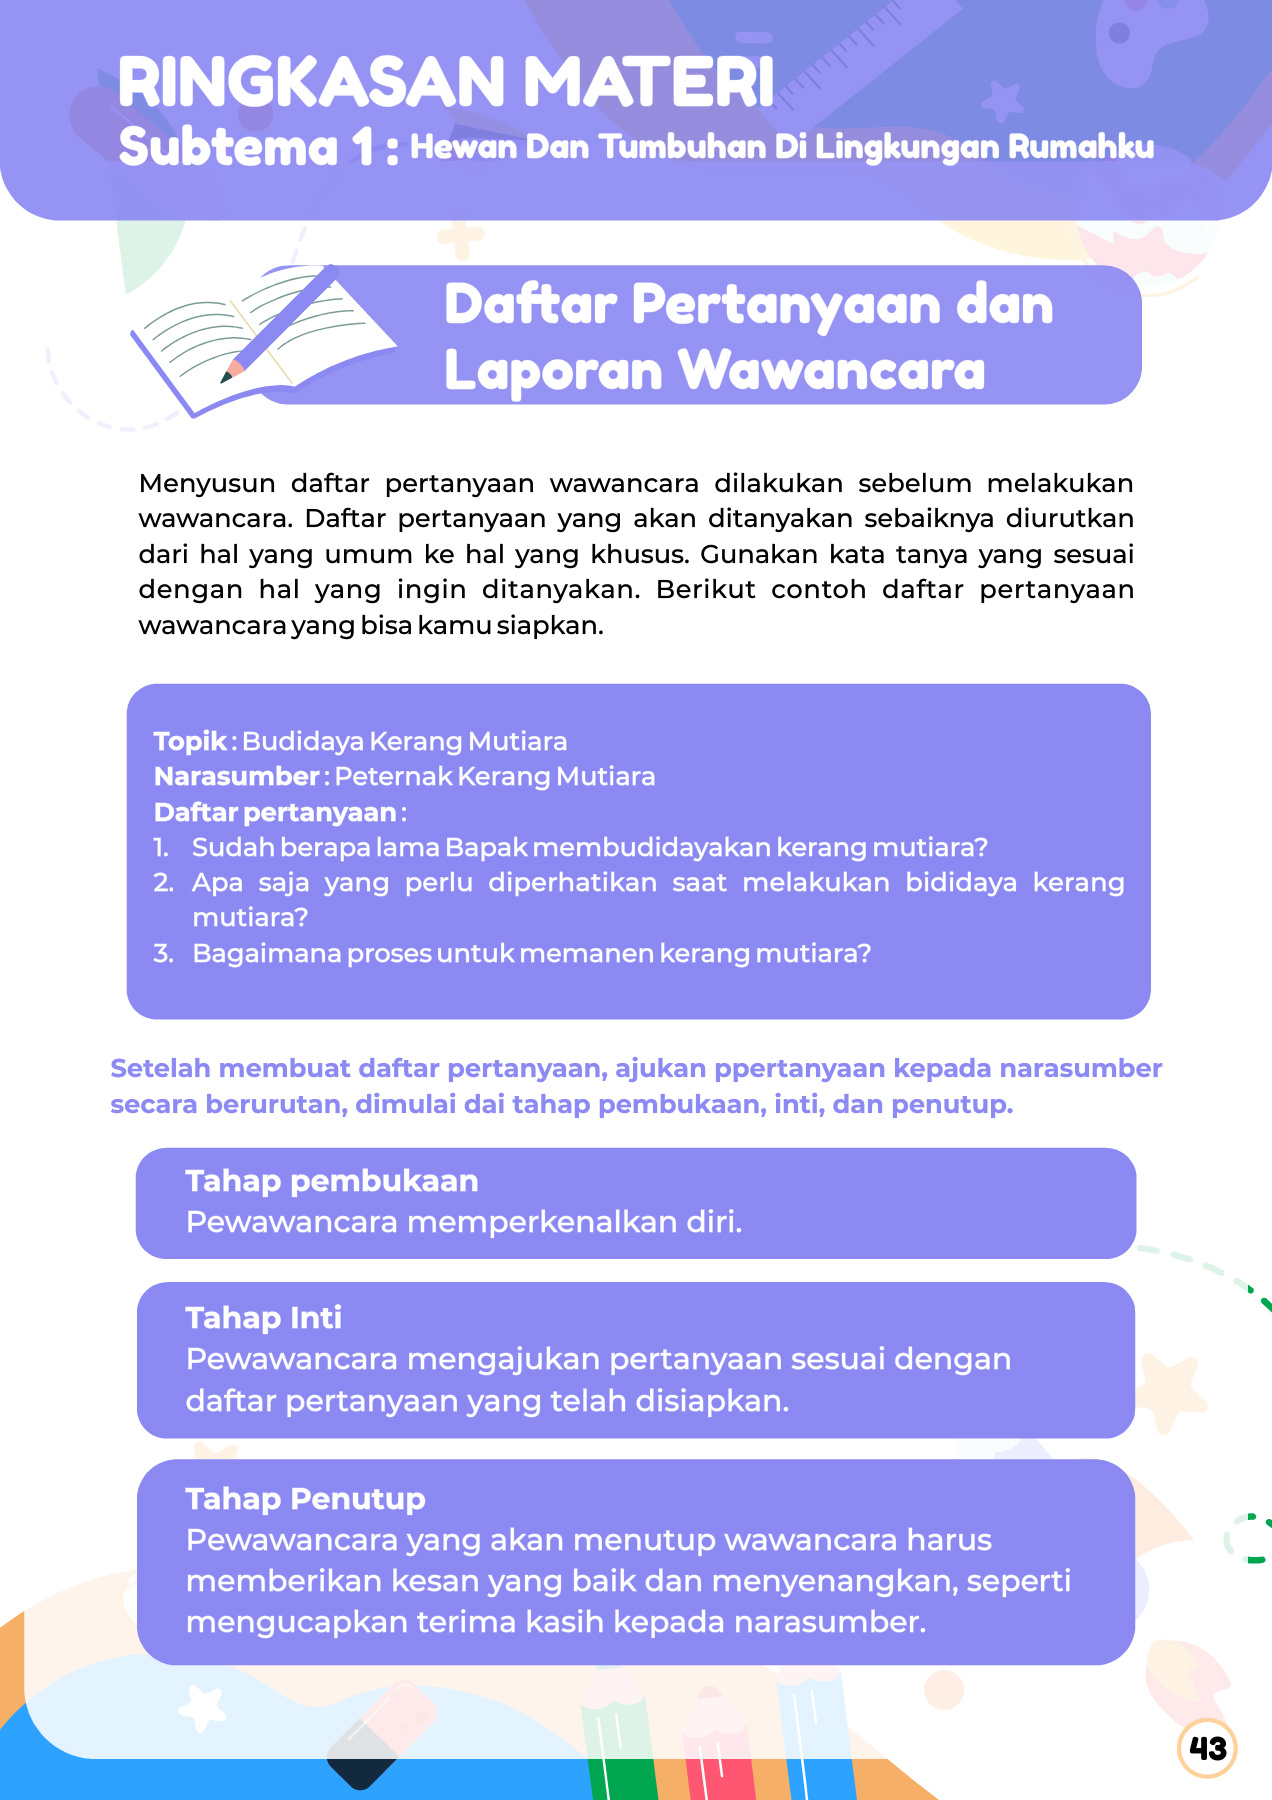 RINGKASAN MATERI
Subtema 1 : Hewan Dan Tumbuhan Di Lingkungan Rumahku
Daftar Pertanyaan dan
Laporan Wawancara
Menyusun daftar pertanyaan wawancara dilakukan sebelum melakukan
wawancara. Daftar pertanyaan yang akan ditanyakan sebaiknya diurutkan
dari hal yang umum ke hal yang khusus. Gunakan kata tanya yang sesuai
dengan hal yang ingin ditanyakan. Berikut contoh daftar pertanyaan
wawancara yang bisa kamu siapkan.
Topik : Budidaya Kerang Mutiara
Narasumber : Peternak Kerang Mutiara
Daftar pertanyaan :
1. Sudah berapa lama Bapak membudidayakan kerang mutiara?
2. Apa saja yang perlu diperhatikan saat melakukan bididaya kerang
mutiara?
3. Bagaimana proses untuk memanen kerang mutiara?
Setelah membuat daftar pertanyaan, ajukan ppertanyaan kepada narasumber
secara berurutan, dimulai dai tahap pembukaan, inti, dan penutup.
Tahap pembukaan
Pewawancara memperkenalkan diri.
Tahap Inti
Pewawancara mengajukan pertanyaan sesuai dengan
daftar pertanyaan yang telah disiapkan.
Tahap Penutup
Pewawancara yang akan menutup wawancara harus
memberikan kesan yang baik dan menyenangkan, seperti
mengucapkan terima kasih kepada narasumber.
43